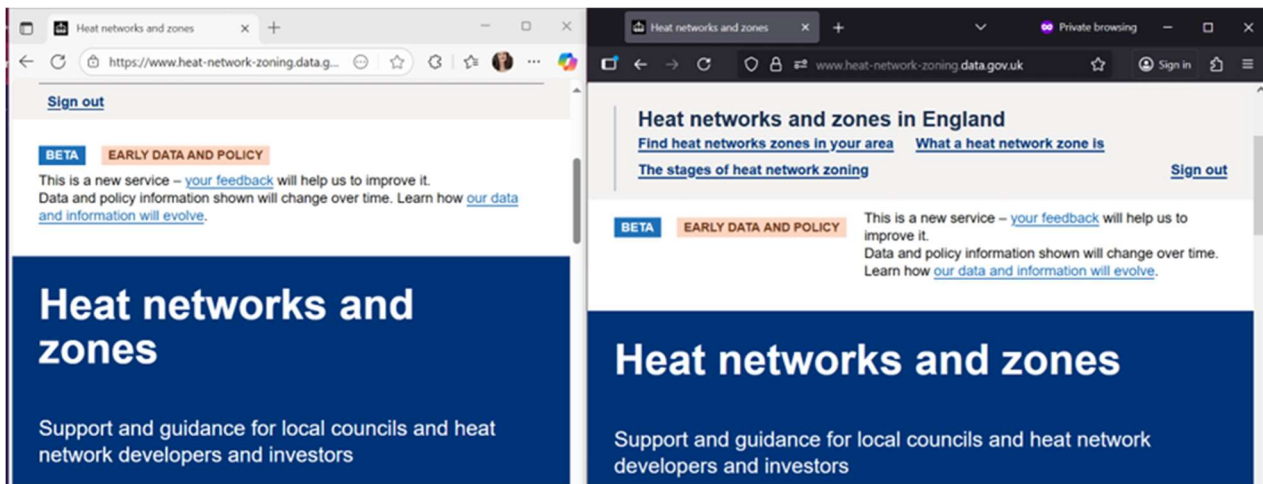 Heat networks and zones
https://www.heat-network-zoning.data.g...
Sign out
BETA EARLY DATA AND POLICY
This is a new service – your feedback will help us to improve it.
Data and policy information shown will change over time. Learn how our data
and information will evolve.
Heat networks and
zones
Support and guidance for local councils and heat
network developers and investors
Heat networks and zones
Private browsing
www.heat-network-zoning.data.gov.uk
Sign in
Heat networks and zones in England
Find heat networks zones in your area What a heat network zone is
The stages of heat network zoning Sign out
BETA EARLY DATA AND POLICY
This is a new service – your feedback will help us to
improve it.
Data and policy information shown will change over time.
Learn how our data and information will evolve.
Heat networks and zones
Support and guidance for local councils and heat network
developers and investors